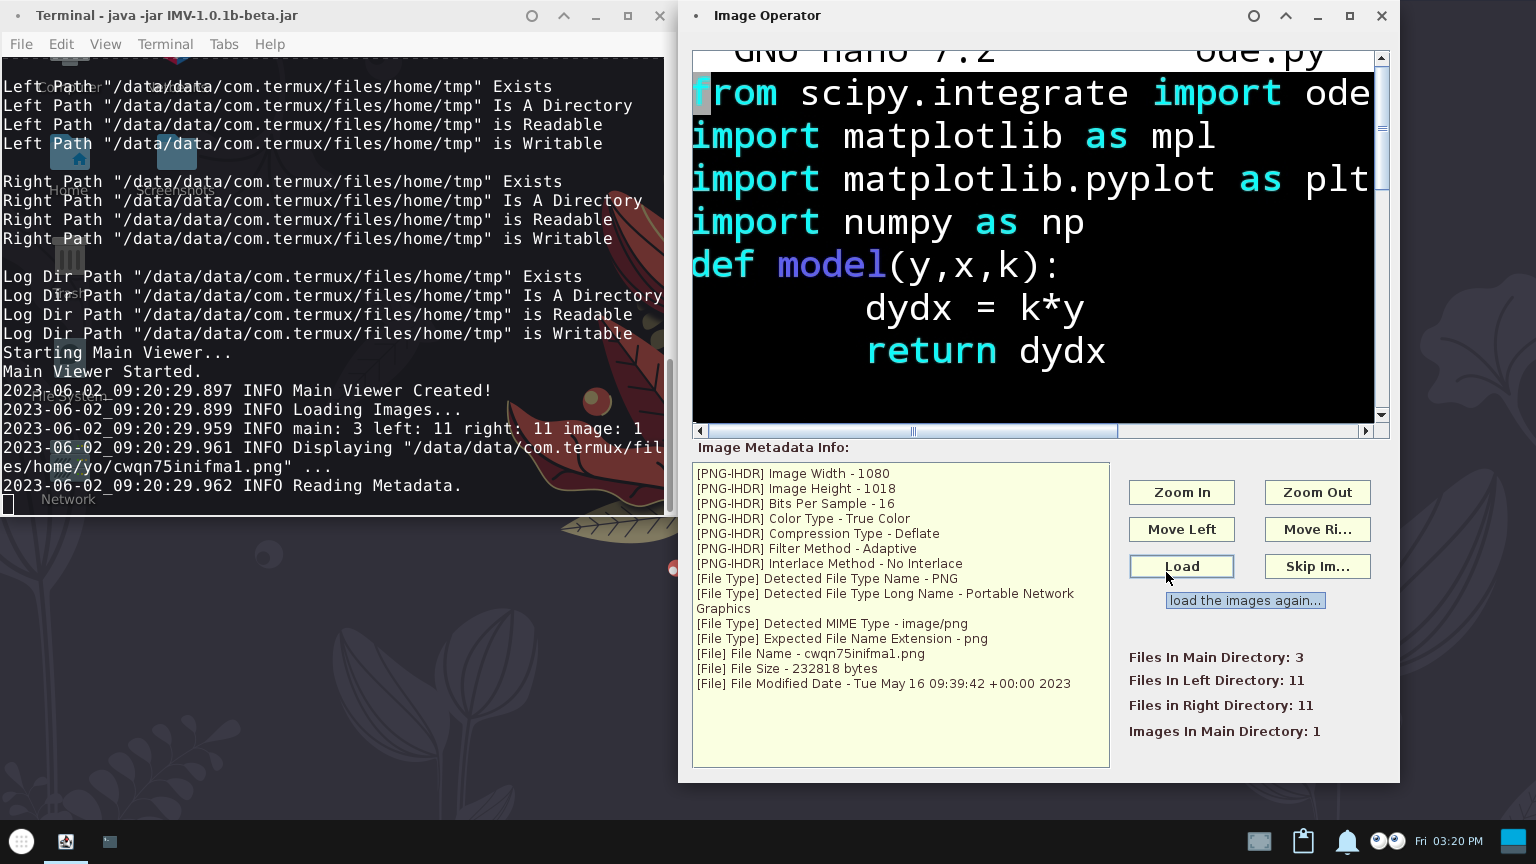 Terminal - java -jar IMV-1.0.1b-beta.jar
File Edit View Terminal Tabs Help
Left Path "/data/data/com.termux/files/home/tmp" Exists
Left Path "/data/data/com.termux/files/home/tmp" Is A Directory
Left Path "/data/data/com.termux/files/home/tmp" is Readable
Left Path "/data/data/com.termux/files/home/tmp" is Writable
Right Path "/data/data/com.termux/files/home/tmp" Exists
Right Path "/data/data/com.termux/files/home/tmp" Is A Directory
Right Path "/data/data/com.termux/files/home/tmp" is Readable
Right Path "/data/data/com.termux/files/home/tmp" is Writable
Log Dir Path "/data/data/com.termux/files/home/tmp" Exists
Log Dir Path "/data/data/com.termux/files/home/tmp" Is A Directory
Log Dir Path "/data/data/com.termux/files/home/tmp" is Readable
Log Dir Path "/data/data/com.termux/files/home/tmp" is Writable
Starting Main Viewer...
Main Viewer Started.
2023-06-02_09:20:29.897 INFO Main Viewer Created!
2023-06-02_09:20:29.899 INFO Loading Images...
2023-06-02_09:20:29.959 INFO main: 3 left: 11 right: 11 image: 1
2023-06-02_09:20:29.961 INFO Displaying "/data/data/com.termux/fil
es/home/yo/cwqn75inifma1.png" ...
2023-06-02_09:20:29.962 INFO Reading Metadata.
Computer
Home
Screenshots
Trash
File System
Network
Image Operator
GNU nano 7.2 ode.py
from scipy.integrate import ode
import matplotlib as mpl
import matplotlib.pyplot as plt
import numpy as np
def model(y,x,k):
dydx = k*y
return dydx
Image Metadata Info:
[PNG-IHDR] Image Width - 1080
[PNG-IHDR] Image Height - 1018
[PNG-IHDR] Bits Per Sample - 16
[PNG-IHDR] Color Type - True Color
[PNG-IHDR] Compression Type - Deflate
[PNG-IHDR] Filter Method - Adaptive
[PNG-IHDR] Interlace Method - No Interlace
[File Type] Detected File Type Name - PNG
[File Type] Detected File Type Long Name - Portable Network
Graphics
[File Type] Detected MIME Type - image/png
[File Type] Expected File Name Extension - png
[File] File Name - cwqn75inifma1.png
[File] File Size - 232818 bytes
[File] File Modified Date - Tue May 16 09:39:42 +00:00 2023
Zoom In Zoom Out
Move Left Move Ri...
Load Skip Im...
load the images again...
Files In Main Directory: 3
Files In Left Directory: 11
Files in Right Directory: 11
Images In Main Directory: 1
Fri 03:20 PM